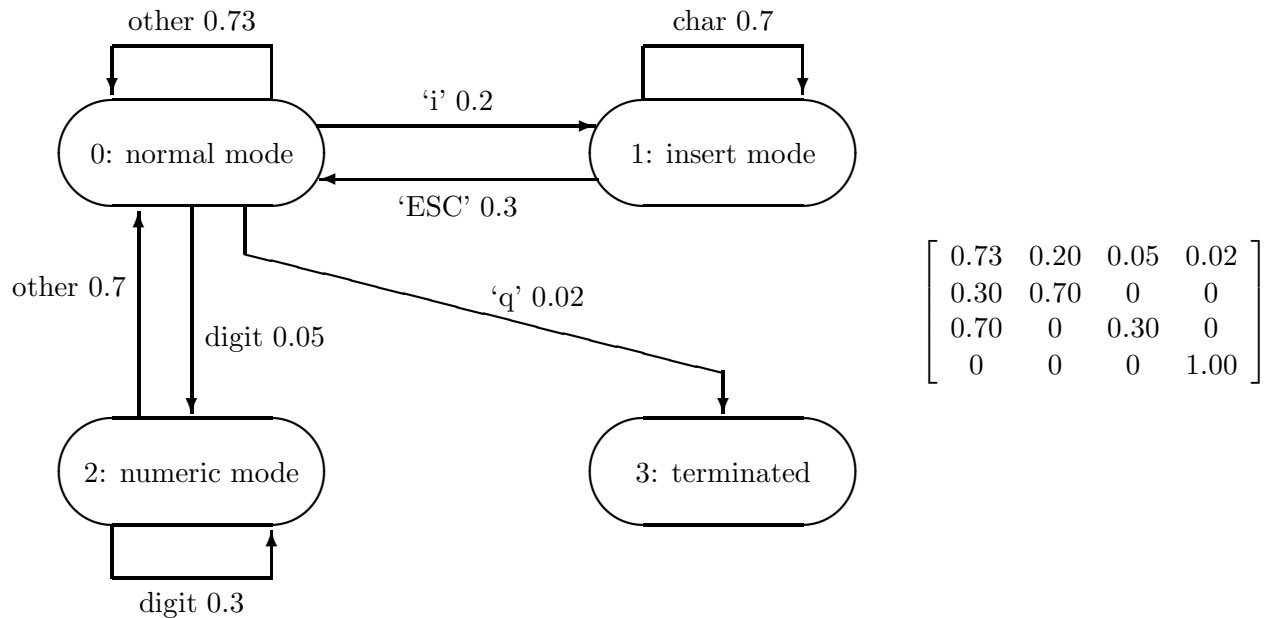 other 0.73
char 0.7
‘i’ 0.2
0: normal mode
1: insert mode
‘ESC’ 0.3
other 0.7
‘q’ 0.02
digit 0.05
0.73 0.20 0.05 0.02
0.30 0.70 0 0
0.70 0 0.30 0
0 0 0 1.00
2: numeric mode
3: terminated
digit 0.3